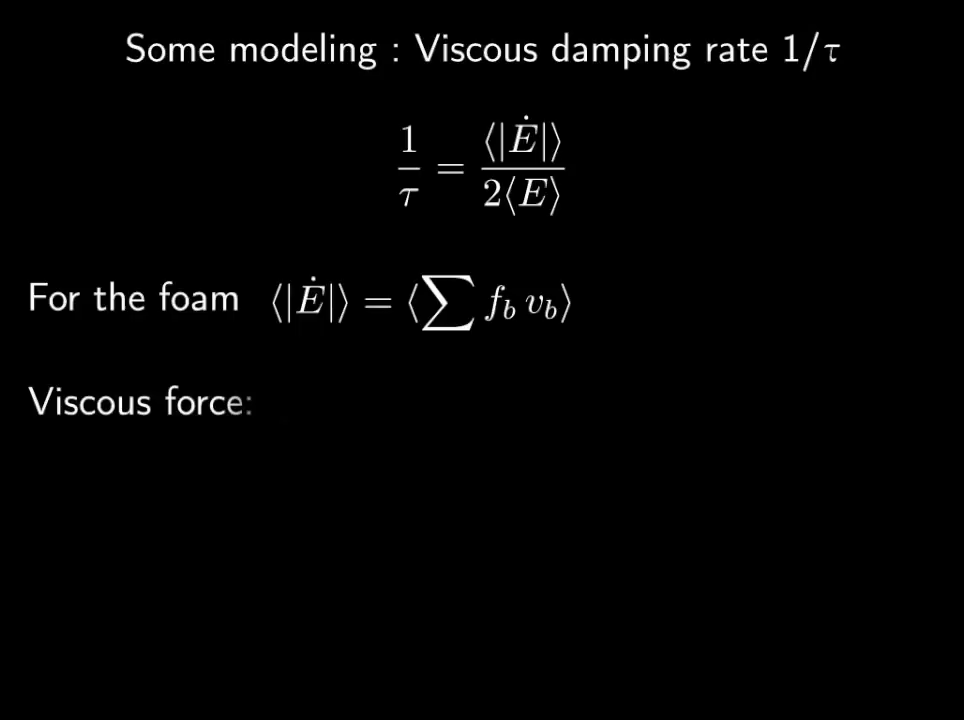 Some modeling : Viscous damping rate 1/τ
1/τ = ⟨|Ė|⟩ / 2⟨E⟩
For the foam ⟨|Ė|⟩ = ⟨∑ f_b v_b⟩
Viscous force: